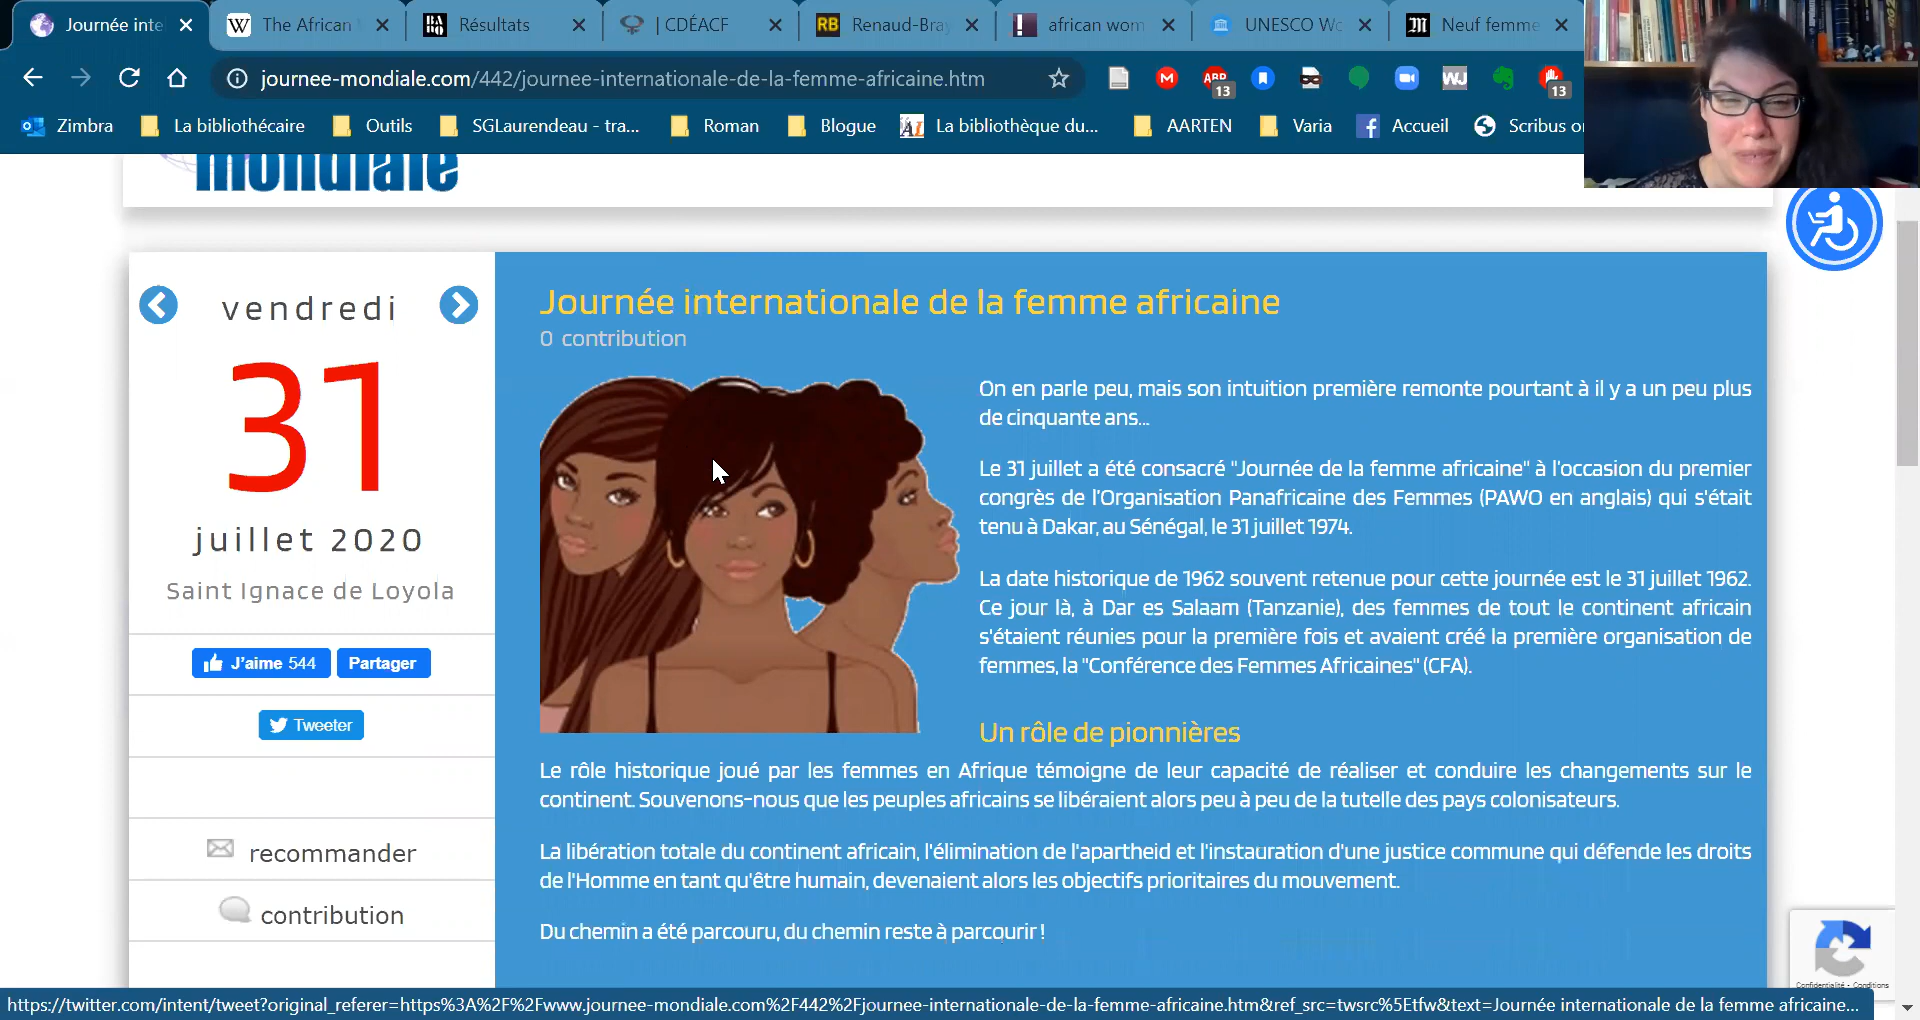 Journée inte
The African
Résultats
| CDÉACF
RB
Renaud-Bray
african wom
UNESCO Wo
Neuf femme
journee-mondiale.com/442/journee-internationale-de-la-femme-africaine.htm
ABP
13
WJ
13
Zimbra
La bibliothécaire
Outils
SGLaurendeau - tra...
Roman
Blogue
La bibliothèque du...
AARTEN
Varia
Accueil
Scribus on
mondiale
vendredi
31
juillet 2020
Saint Ignace de Loyola
J'aime 544
Partager
Tweeter
recommander
contribution
Journée internationale de la femme africaine
0 contribution
On en parle peu, mais son intuition première remonte pourtant à il y a un peu plus
de cinquante ans...
Le 31 juillet a été consacré "Journée de la femme africaine" à l'occasion du premier
congrès de l'Organisation Panafricaine des Femmes (PAWO en anglais) qui s'était
tenu à Dakar, au Sénégal, le 31 juillet 1974.
La date historique de 1962 souvent retenue pour cette journée est le 31 juillet 1962.
Ce jour là, à Dar es Salaam (Tanzanie), des femmes de tout le continent africain
s'étaient réunies pour la première fois et avaient créé la première organisation de
femmes, la "Conférence des Femmes Africaines" (CFA).
Un rôle de pionnières
Le rôle historique joué par les femmes en Afrique témoigne de leur capacité de réaliser et conduire les changements sur le
continent. Souvenons-nous que les peuples africains se libéraient alors peu à peu de la tutelle des pays colonisateurs.
La libération totale du continent africain, l'élimination de l'apartheid et l'instauration d'une justice commune qui défende les droits
de l'Homme en tant qu'être humain, devenaient alors les objectifs prioritaires du mouvement.
Du chemin a été parcouru, du chemin reste à parcourir !
Confidentialité - Conditions
https://twitter.com/intent/tweet?original_referer=https%3A%2F%2Fwww.journee-mondiale.com%2F442%2Fjournee-internationale-de-la-femme-africaine.htm&ref_src=twsrc%5Etfw&text=Journée internationale de la femme africaine...